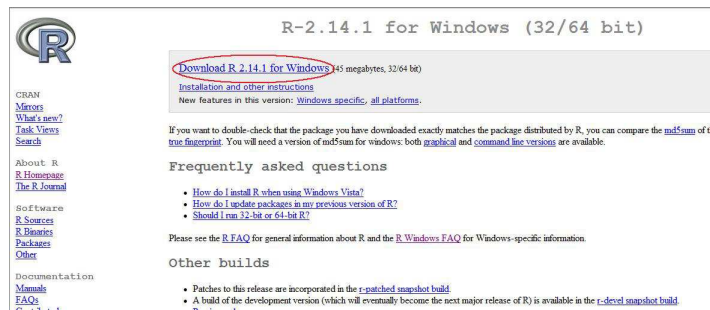 R
R-2.14.1 for Windows (32/64 bit)
Download R 2.14.1 for Windows (45 megabytes, 32/64 bit)
Installation and other instructions
New features in this version: Windows specific, all platforms.
CRAN
Mirrors
What's new?
Task Views
Search
About R
R Homepage
The R Journal
Software
R Sources
R Binaries
Packages
Other
Documentation
Manuals
FAQs
If you want to double-check that the package you have downloaded exactly matches the package distributed by R, you can compare the md5sum of
true fingerprint. You will need a version of md5sum for windows: both graphical and command line versions are available.
Frequently asked questions
• How do I install R when using Windows Vista?
• How do I update packages in my previous version of R?
• Should I run 32-bit or 64-bit R?
Please see the R FAQ for general information about R and the R Windows FAQ for Windows-specific information.
Other builds
• Patches to this release are incorporated in the r-patched snapshot build.
• A build of the development version (which will eventually become the next major release of R) is available in the r-devel snapshot build.